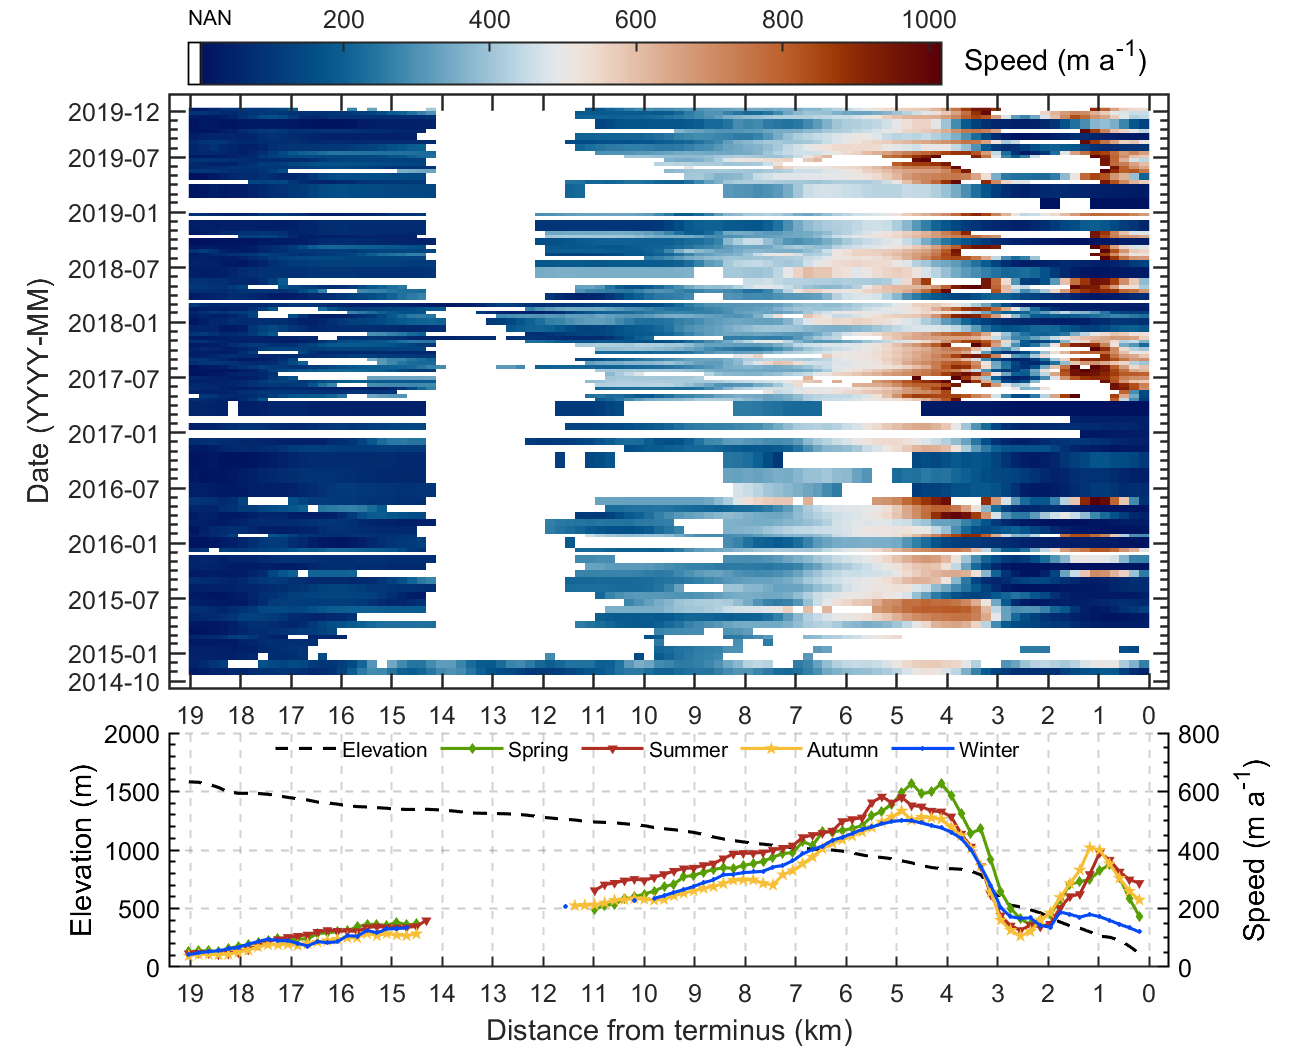 NAN 200 400 600 800 1000
Speed (m a-1)
2019-12
2019-07
2019-01
2018-07
2018-01
2017-07
2017-01
2016-07
2016-01
2015-07
2015-01
2014-10
Date (YYYY-MM)
19 18 17 16 15 14 13 12 11 10 9 8 7 6 5 4 3 2 1 0
Elevation Spring Summer Autumn Winter
2000
1500
1000
500
0
Elevation (m)
800
600
400
200
0
Speed (m a-1)
19 18 17 16 15 14 13 12 11 10 9 8 7 6 5 4 3 2 1 0
Distance from terminus (km)